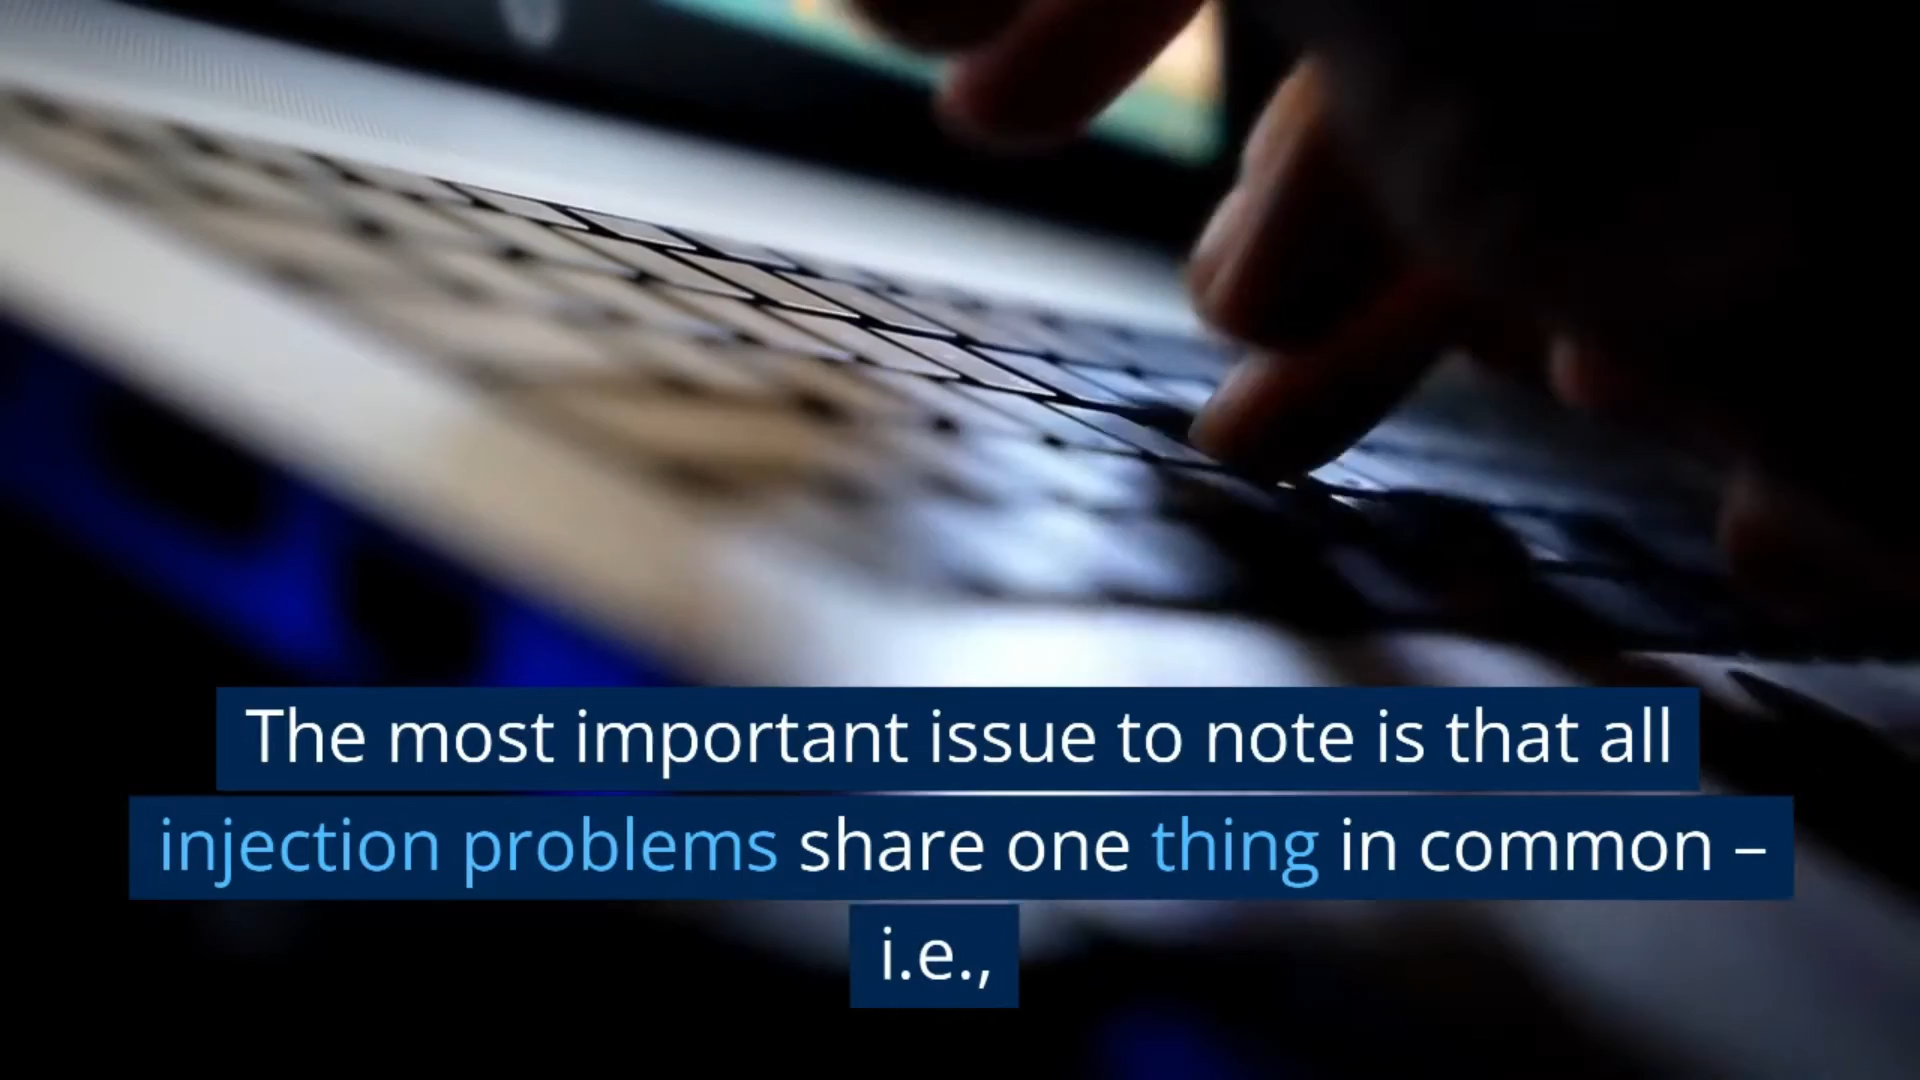 The most important issue to note is that all
injection problems share one thing in common –
i.e.,